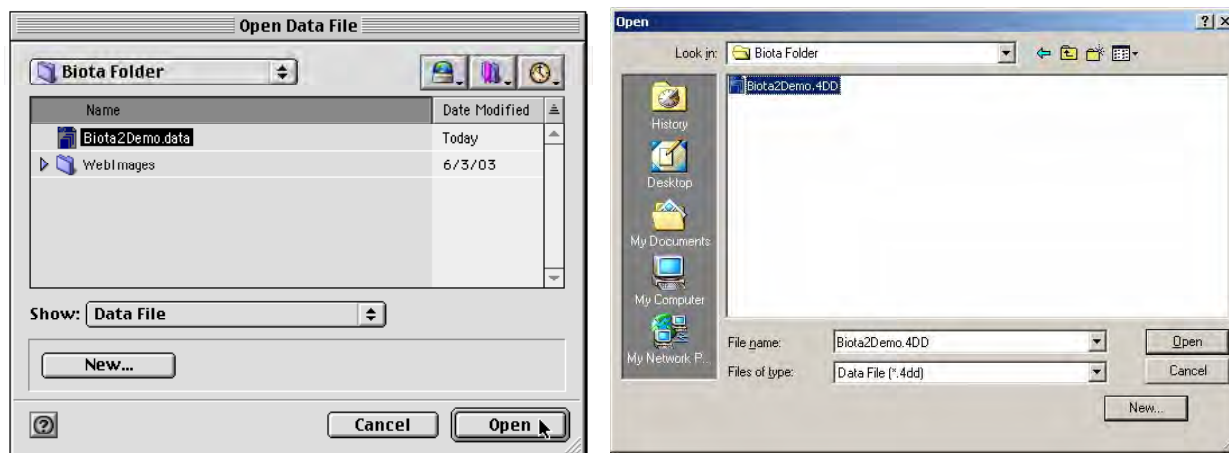 Open Data File
Biota Folder
Name
Date Modified
Biota2Demo.data
Today
WebImages
6/3/03
Show: Data File
New...
?
Cancel
Open
Open
?
Look in:
Biota Folder
Biota2Demo.4DD
History
Desktop
My Documents
My Computer
My Network P...
File name:
Biota2Demo.4DD
Open
Files of type:
Data File (*.4dd)
Cancel
New...